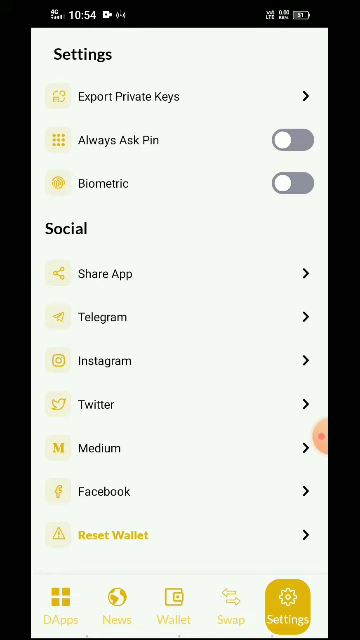 10:54
Settings
Export Private Keys
Always Ask Pin
Biometric
Social
Share App
Telegram
Instagram
Twitter
Medium
Facebook
Reset Wallet
DApps News Wallet Swap Settings